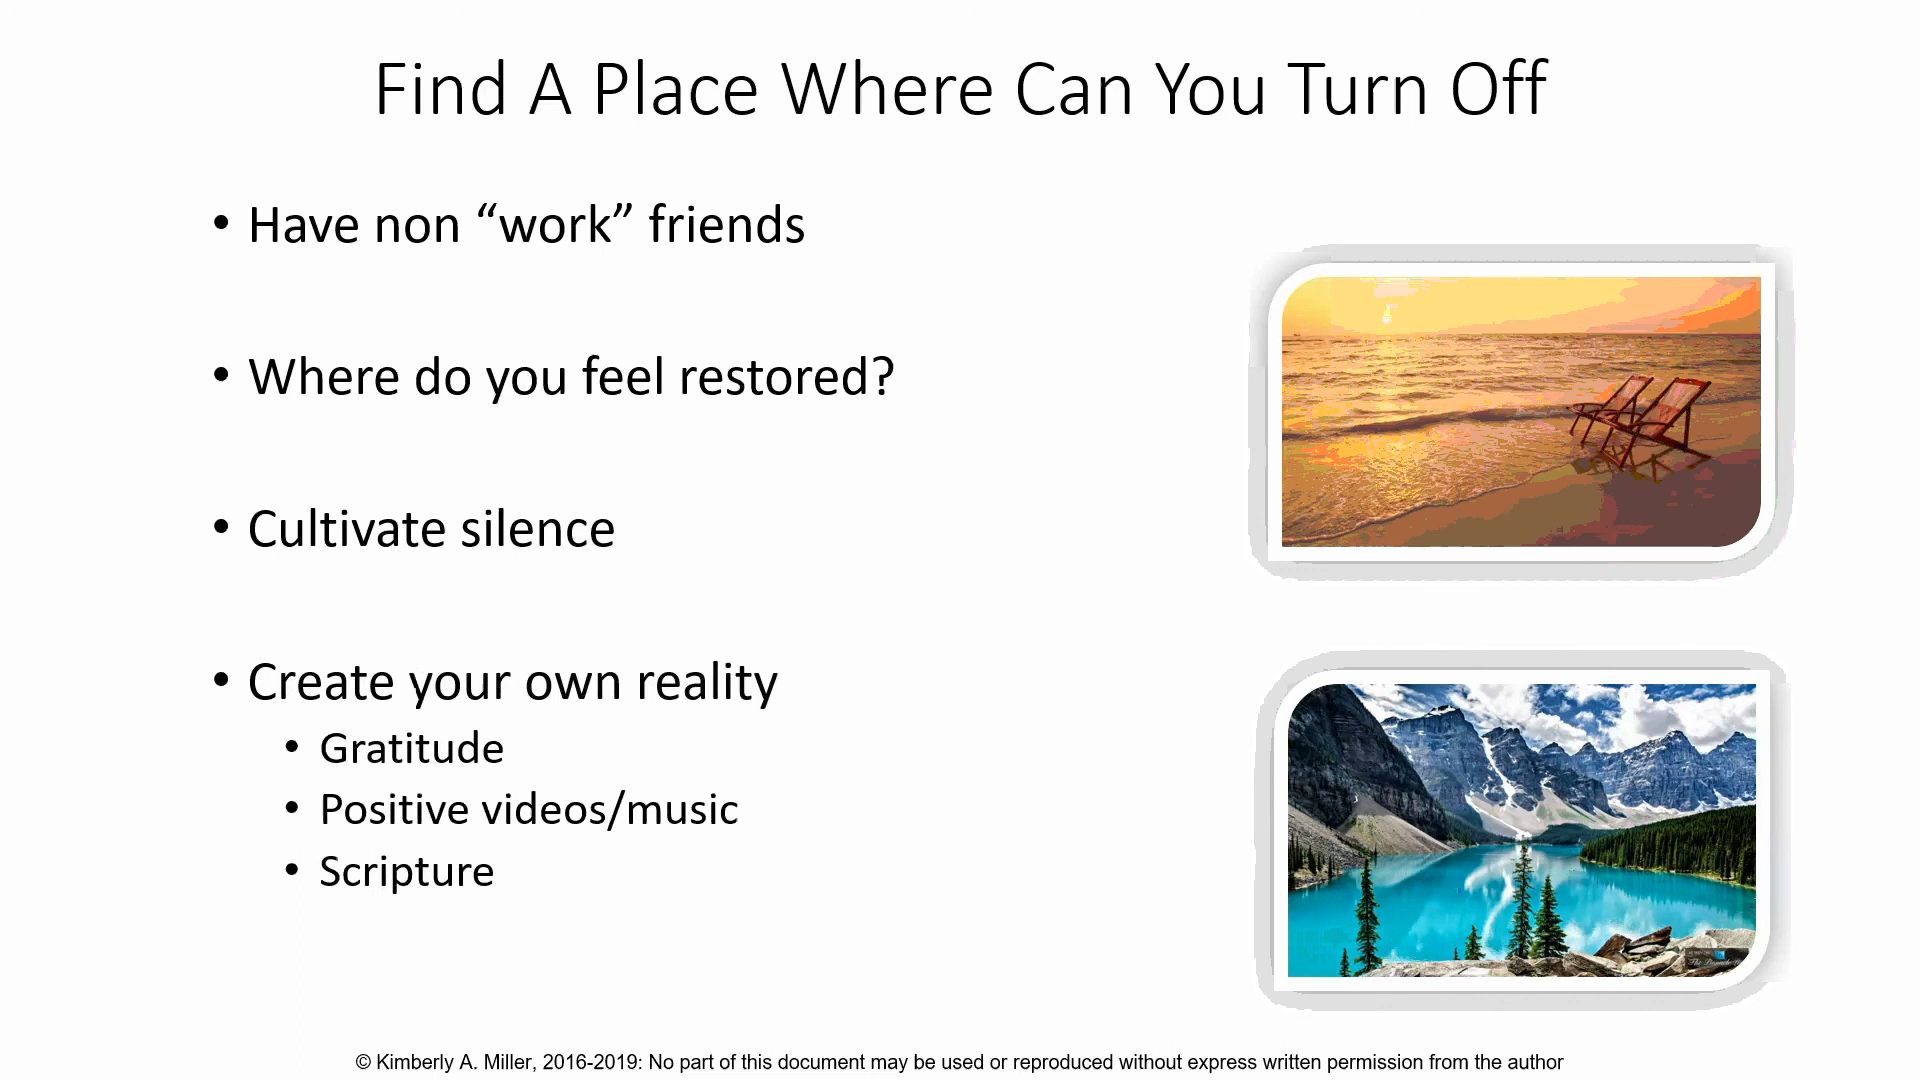 Find A Place Where Can You Turn Off
• Have non “work” friends
• Where do you feel restored?
• Cultivate silence
• Create your own reality
• Gratitude
• Positive videos/music
• Scripture
© Kimberly A. Miller, 2016-2019: No part of this document may be used or reproduced without express written permission from the author